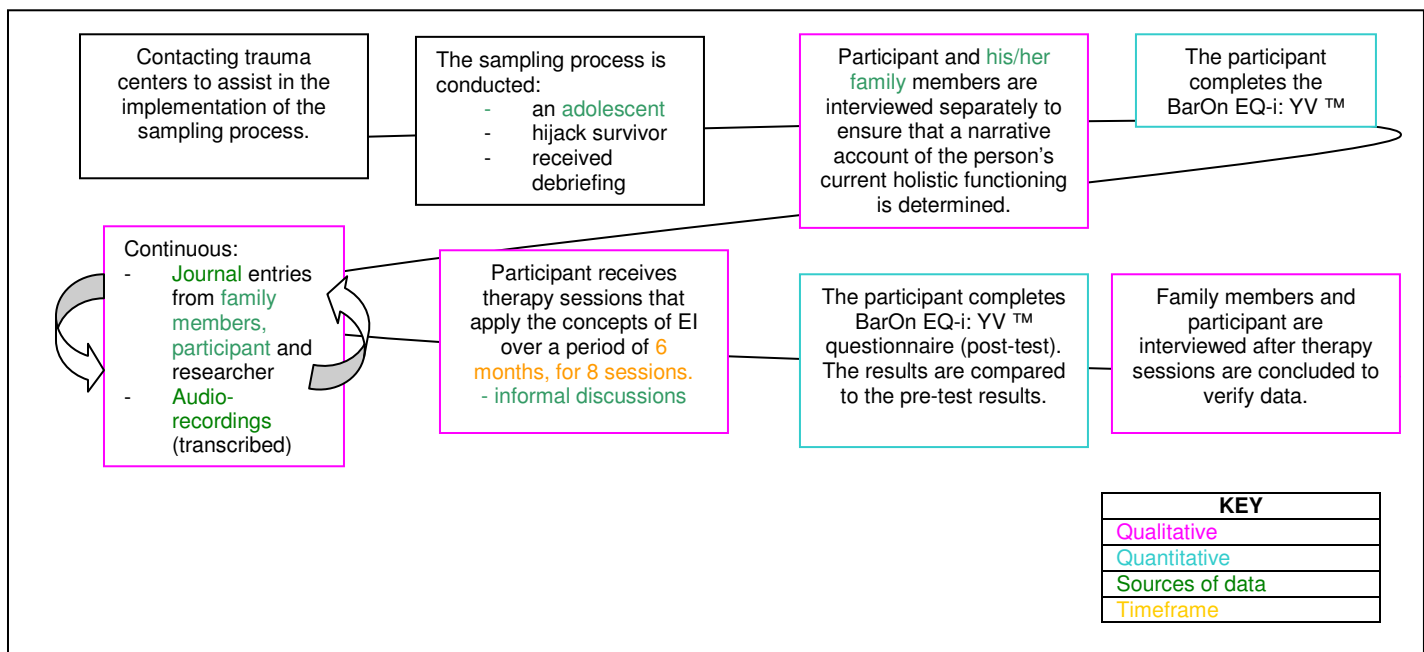 Contacting trauma
centers to assist in the
implementation of the
sampling process.
The sampling process is
conducted:
- an adolescent
- hijack survivor
- received
debriefing
Participant and his/her
family members are
interviewed separately to
ensure that a narrative
account of the person's
current holistic functioning
is determined.
The participant
completes the
BarOn EQ-i: YV ™
Continuous:
- Journal entries
from family
members,
participant and
researcher
- Audio-
recordings
(transcribed)
Participant receives
therapy sessions that
apply the concepts of EI
over a period of 6
months, for 8 sessions.
- informal discussions
The participant completes
BarOn EQ-i: YV ™
questionnaire (post-test).
The results are compared
to the pre-test results.
Family members and
participant are
interviewed after therapy
sessions are concluded to
verify data.
KEY
Qualitative
Quantitative
Sources of data
Timeframe